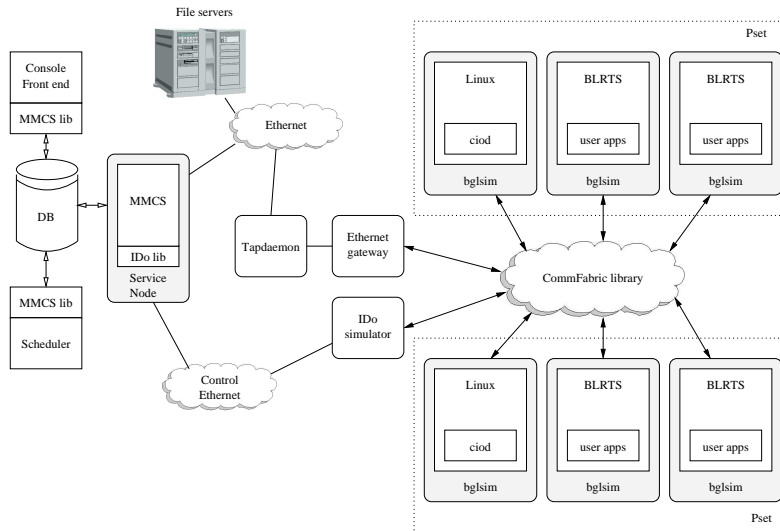 File servers
Console
Front end
MMCS lib
DB
MMCS lib
Scheduler
MMCS
IDo lib
Service
Node
Ethernet
Tapdaemon
Ethernet
gateway
IDo
simulator
Control
Ethernet
CommFabric library
Pset
Linux
ciod
bglsim
BLRTS
user apps
bglsim
BLRTS
user apps
bglsim
Linux
ciod
bglsim
BLRTS
user apps
bglsim
BLRTS
user apps
bglsim
Pset